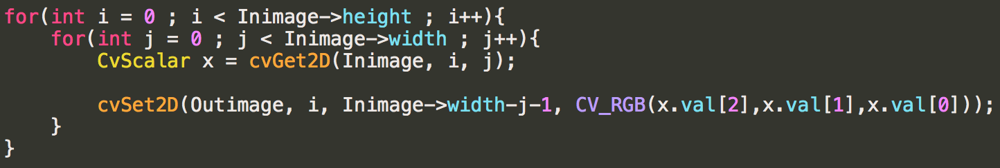 for(int i = 0 ; i < Inimage->height ; i++){
    for(int j = 0 ; j < Inimage->width ; j++){
        CvScalar x = cvGet2D(Inimage, i, j);

        cvSet2D(Outimage, i, Inimage->width-j-1, CV_RGB(x.val[2],x.val[1],x.val[0]));
    }
}